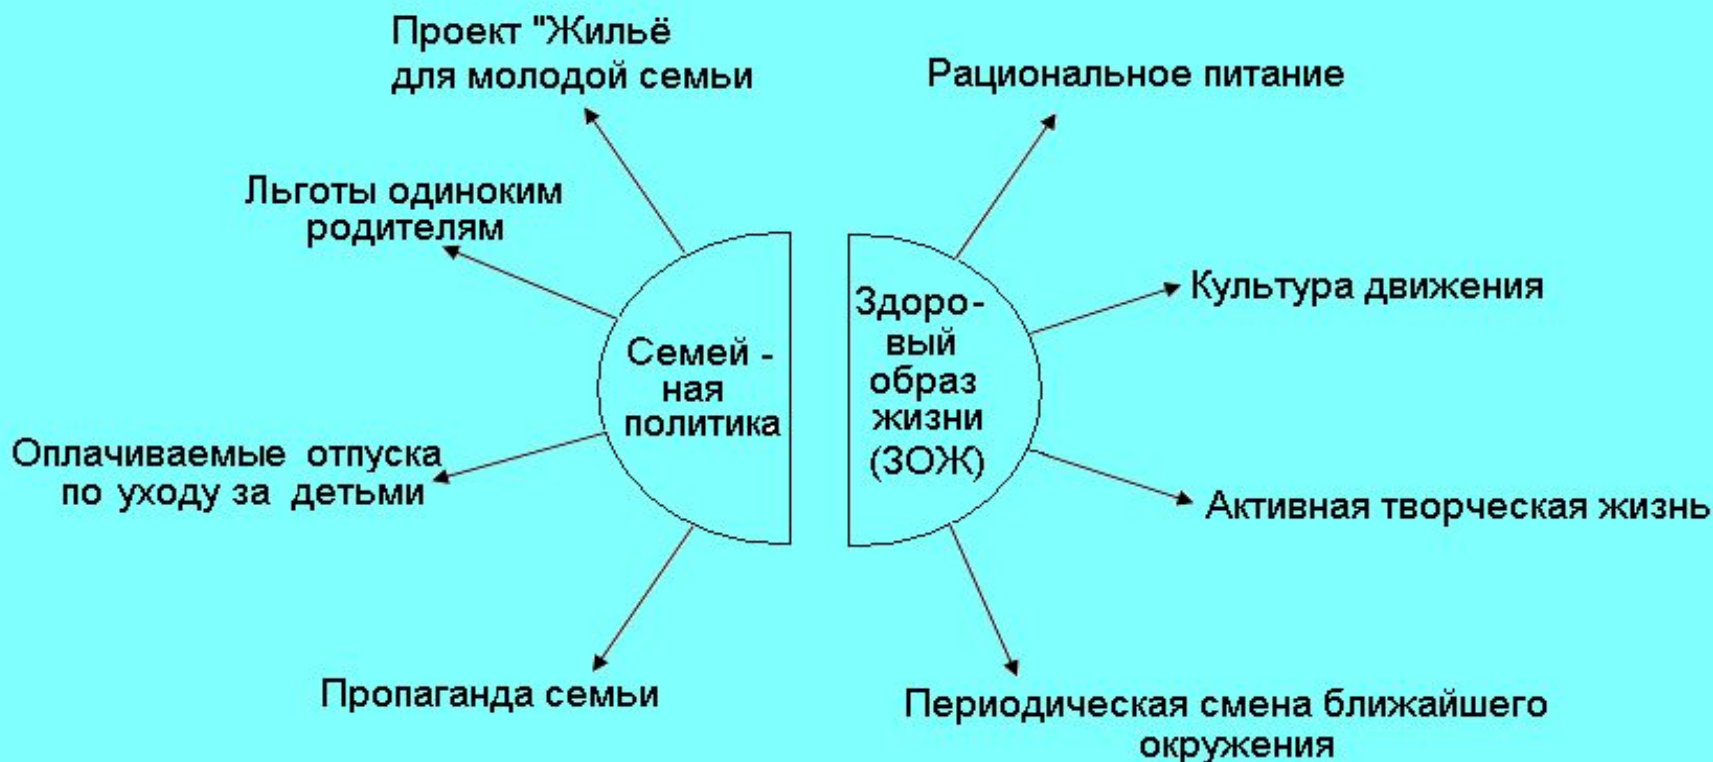 Проект "Жильё
для молодой семьи
Льготы одиноким
родителям
Семей -
ная
политика
Оплачиваемые отпуска
по уходу за детьми
Пропаганда семьи
Рациональное питание
Здоро-
вый
образ
жизни
(ЗОЖ)
Культура движения
Активная творческая жизнь
Периодическая смена ближайшего
окружения